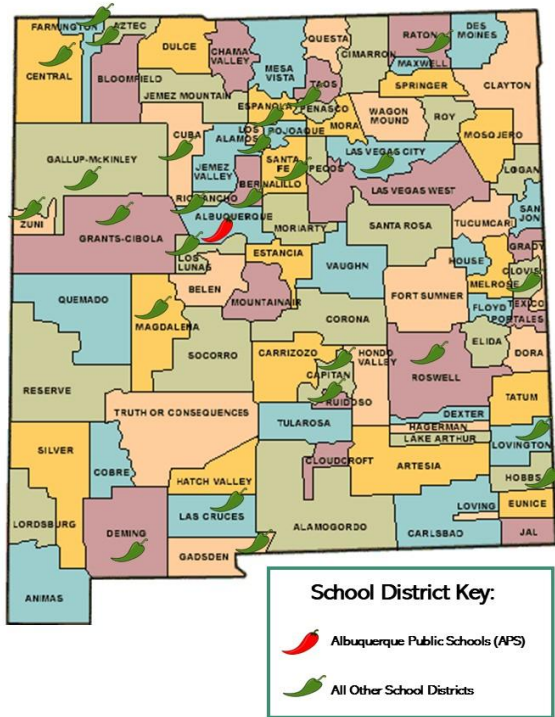 FARMINGTON
AZTEC
DULCE
CHAMA
VALLEY
MESA
VISTA
QUESTA
CIMARRON
RATON
DES
MOINES
MAXWELL
CENTRAL
BLOOMFIELD
JEMEZ MOUNTAIN
TAOS
SPRINGER
CLAYTON
ESPANOLA
PENASCO
WAGON
MOUND
ROY
MOSQJERO
CUBA
LOS
ALAMOS
POJOAQUE
MORA
GALLUP-McKINLEY
JEMEZ
VALLEY
SANTA
FE
PECOS
LAS VEGAS CITY
LOGAN
RIO RANCHO
BERNALILLO
LAS VEGAS WEST
ZUNI
GRANTS-CIBOLA
ALBUQUERQUE
MORIARTY
SANTA ROSA
TUCUMCARI
SAN
JON
LOS
LUNAS
ESTANCIA
VAUGHN
HOUSE
GRADY
CLOVIS
MELROSE
QUEMADO
BELEN
MOUNTAINAIR
FORT SUMNER
FLOYD
TEXICO
PORTALES
MAGDALENA
CORONA
ELIDA
SOCORRO
CARRIZOZO
HONDO
VALLEY
DORA
CAPITAN
ROSWELL
RESERVE
RUIDOSO
TATUM
TRUTH OR CONSEQUENCES
TULAROSA
DEXTER
HAGERMAN
LAKE ARTHUR
LOVINGTON
SILVER
COBRE
CLOUDCROFT
ARTESIA
HATCH VALLEY
HOBBS
LORDSBURG
DEMING
LAS CRUCES
ALAMOGORDO
LOVING
EUNICE
CARLSBAD
JAL
GADSDEN
ANIMAS
School District Key:
Albuquerque Public Schools (APS)
All Other School Districts